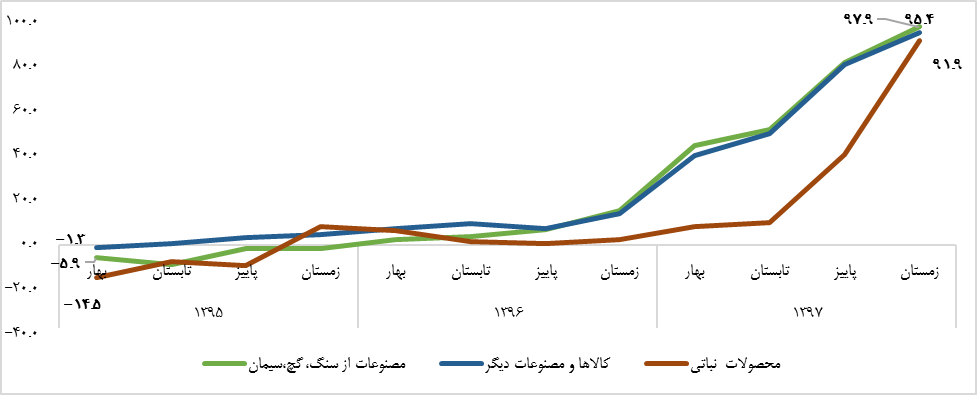 ۱۰۰.۰
۸۰.۰
۶۰.۰
۴۰.۰
۲۰.۰
۰.۰
-۲۰.۰
-۴۰.۰
۹۷.۹
۹۵.۴
۹۱.۹
-۱.۳
-۵.۹
-۱۴.۵
بهار تابستان پاییز زمستان بهار تابستان پاییز زمستان بهار تابستان پاییز زمستان
۱۳۹۵ ۱۳۹۶ ۱۳۹۷
مصنوعات از سنگ، گچ،سیمان
کالاها و مصنوعات دیگر
محصولات نباتی